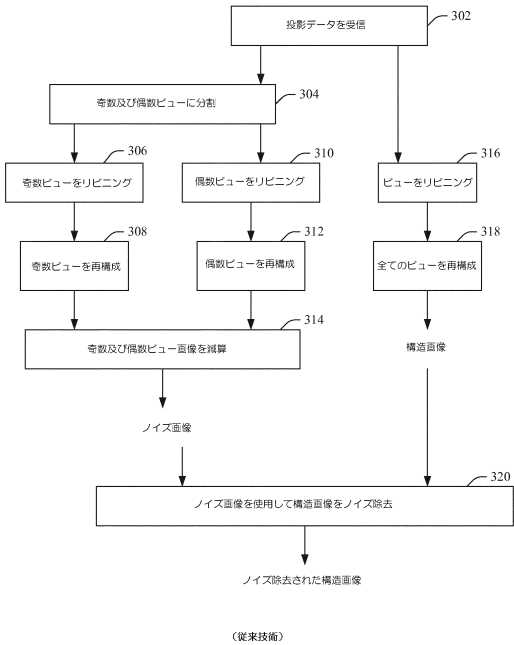 投影データを受信
302
奇数及び偶数ビューに分割
304
奇数ビューをリビニング
306
偶数ビューをリビニング
310
ビューをリビニング
316
奇数ビューを再構成
308
偶数ビューを再構成
312
全てのビューを再構成
318
奇数及び偶数ビュー画像を減算
314
構造画像
ノイズ画像
ノイズ画像を使用して構造画像をノイズ除去
320
ノイズ除去された構造画像
(従来技術)